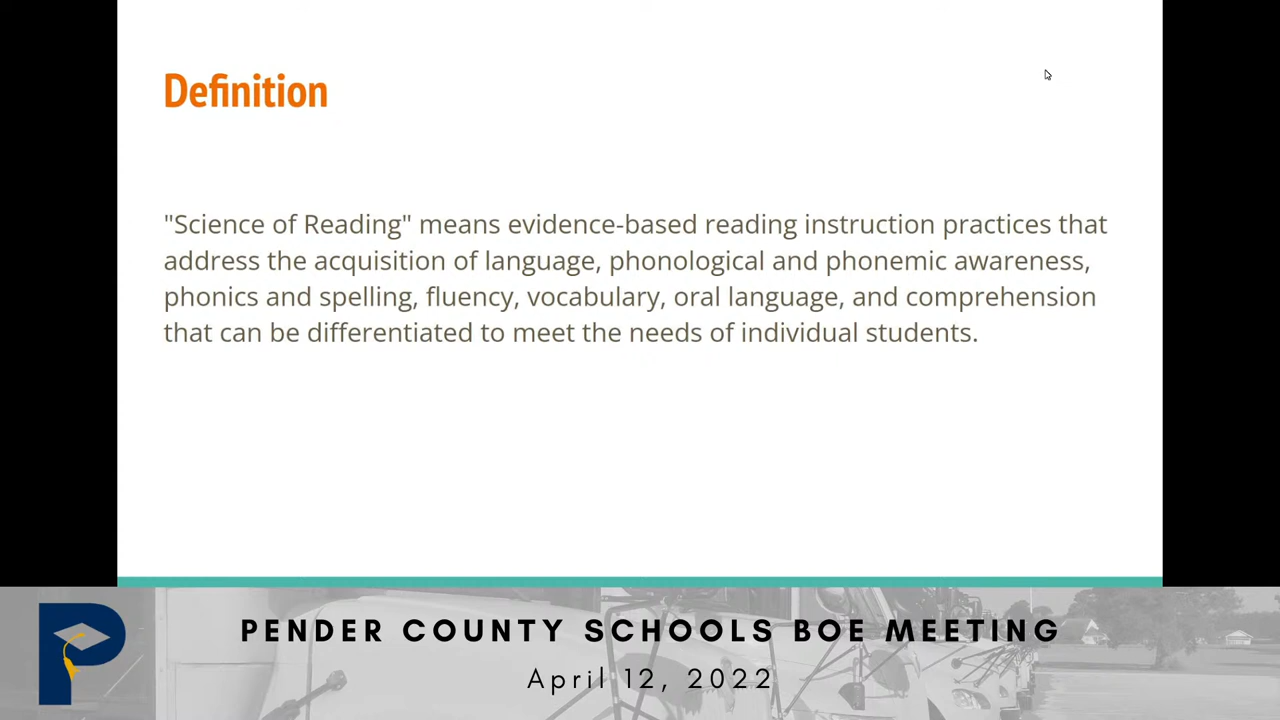 Definition
"Science of Reading" means evidence-based reading instruction practices that
address the acquisition of language, phonological and phonemic awareness,
phonics and spelling, fluency, vocabulary, oral language, and comprehension
that can be differentiated to meet the needs of individual students.
P
PENDER COUNTY SCHOOLS BOE MEETING
April 12, 2022